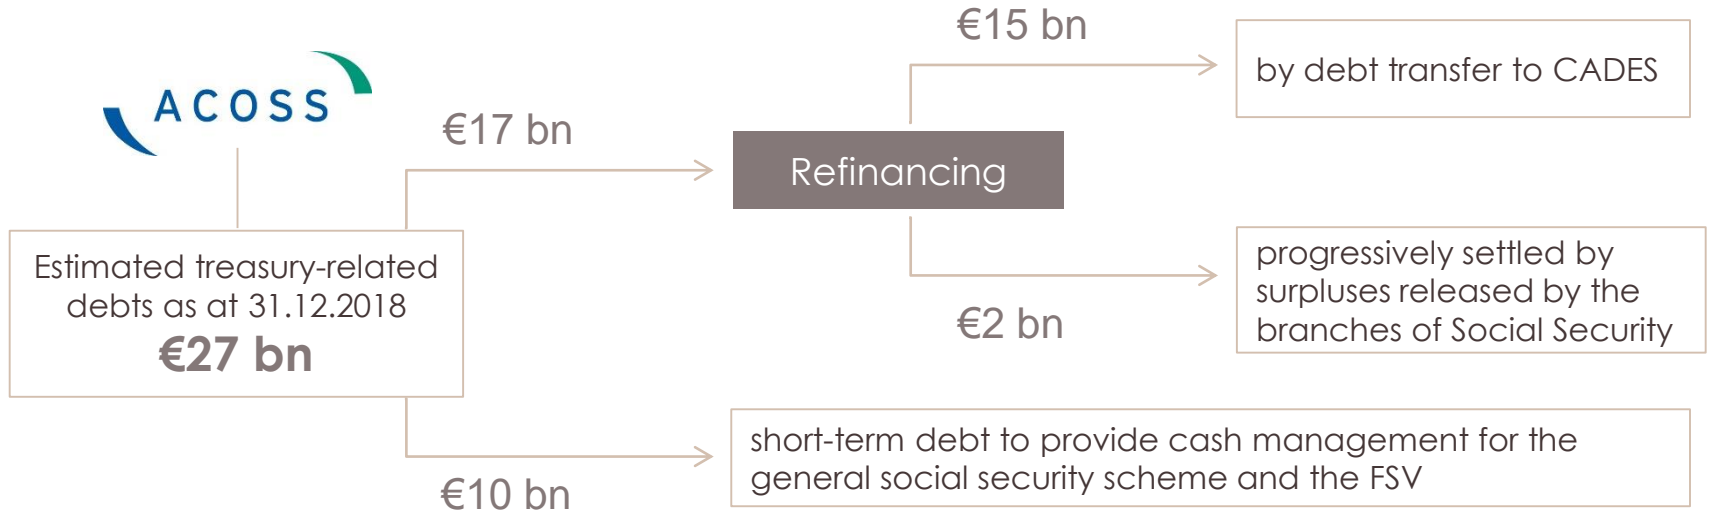 ACOSS
Estimated treasury-related
debts as at 31.12.2018
€27 bn
€17 bn
Refinancing
€15 bn
by debt transfer to CADES
€2 bn
progressively settled by
surpluses released by the
branches of Social Security
€10 bn
short-term debt to provide cash management for the
general social security scheme and the FSV